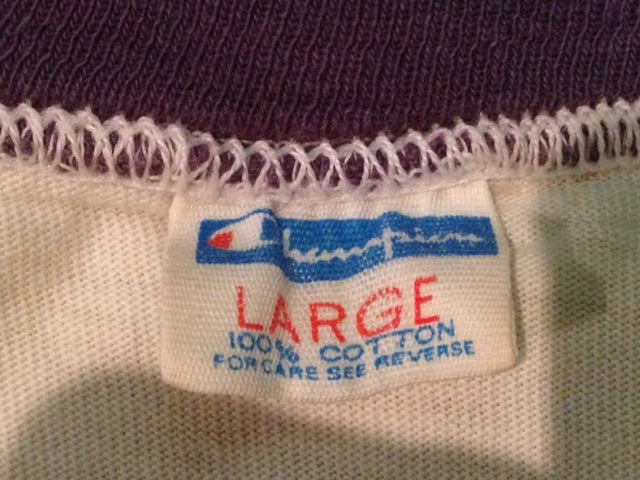 Champion
LARGE
100% COTTON
FOR CARE SEE REVERSE